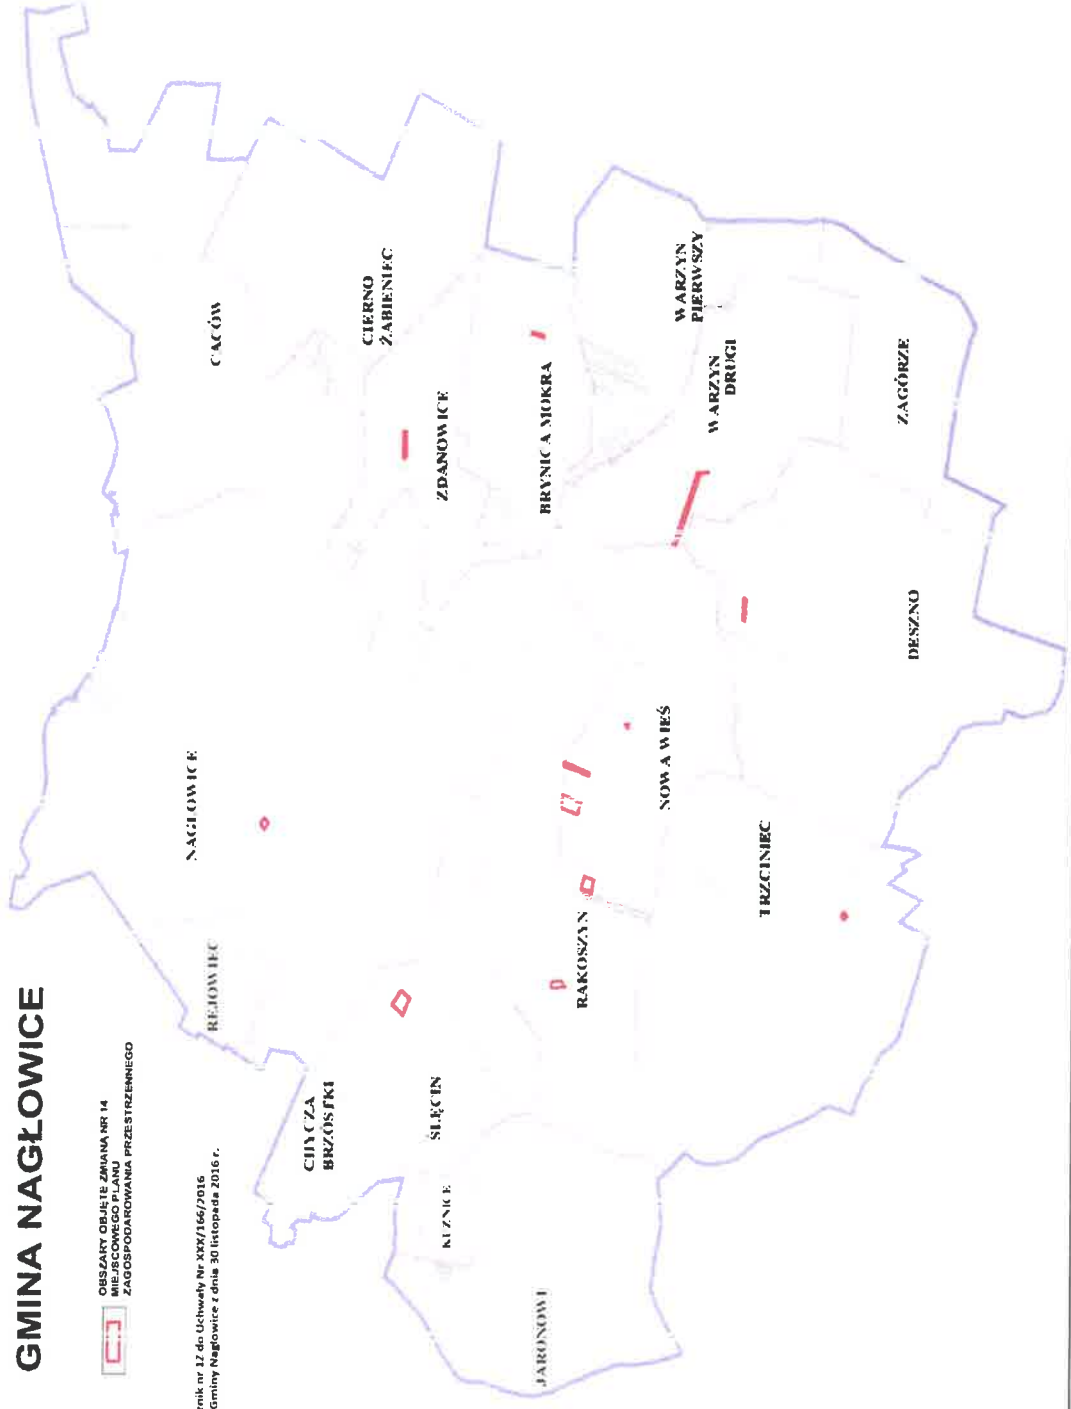 GMINA NAGŁOWICE
OBSZARY OBJĘTE ZMIANĄ NR 14
MIEJSCOWEGO PLANU
ZAGOSPODAROWANIA PRZESTRZENNEGO
nik nr 12 do Uchwały Nr XXX/166/2016
Gminy Nagłowice z dnia 30 listopada 2016 r.
REJOWIEC
NAGŁOWICE
CACÓW
CHYCZA
BRZÓSTKI
CIERNO
ŻABIENIEC
KUŹNICE
ŚLĘCIN
ZDANOWICE
JARONOWI
RAKOSZYN
BRYNICA MOKRA
NOWA WIEŚ
WARZYN
PIERWSZY
WARZYN
DRUGI
TRZCINIEC
DESZNO
ZAGÓRZE